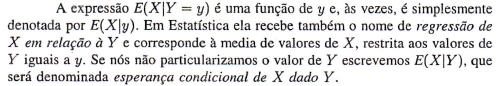 A expressão E(X|Y = y) é uma função de y e, às vezes, é simplesmente
denotada por E(X|y). Em Estatística ela recebe também o nome de regressão de
X em relação à Y e corresponde à media de valores de X, restrita aos valores de
Y iguais a y. Se nós não particularizamos o valor de Y escrevemos E(X|Y), que
será denominada esperança condicional de X dado Y.